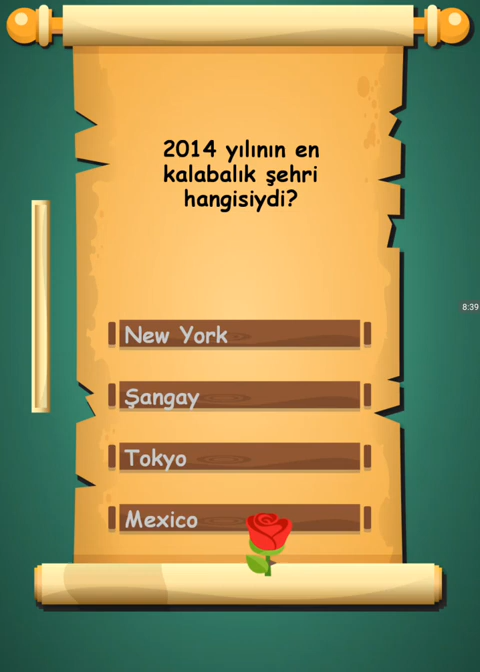 2014 yılının en
kalabalık şehri
hangisiydi?
8:39
New York
Şangay
Tokyo
Mexico